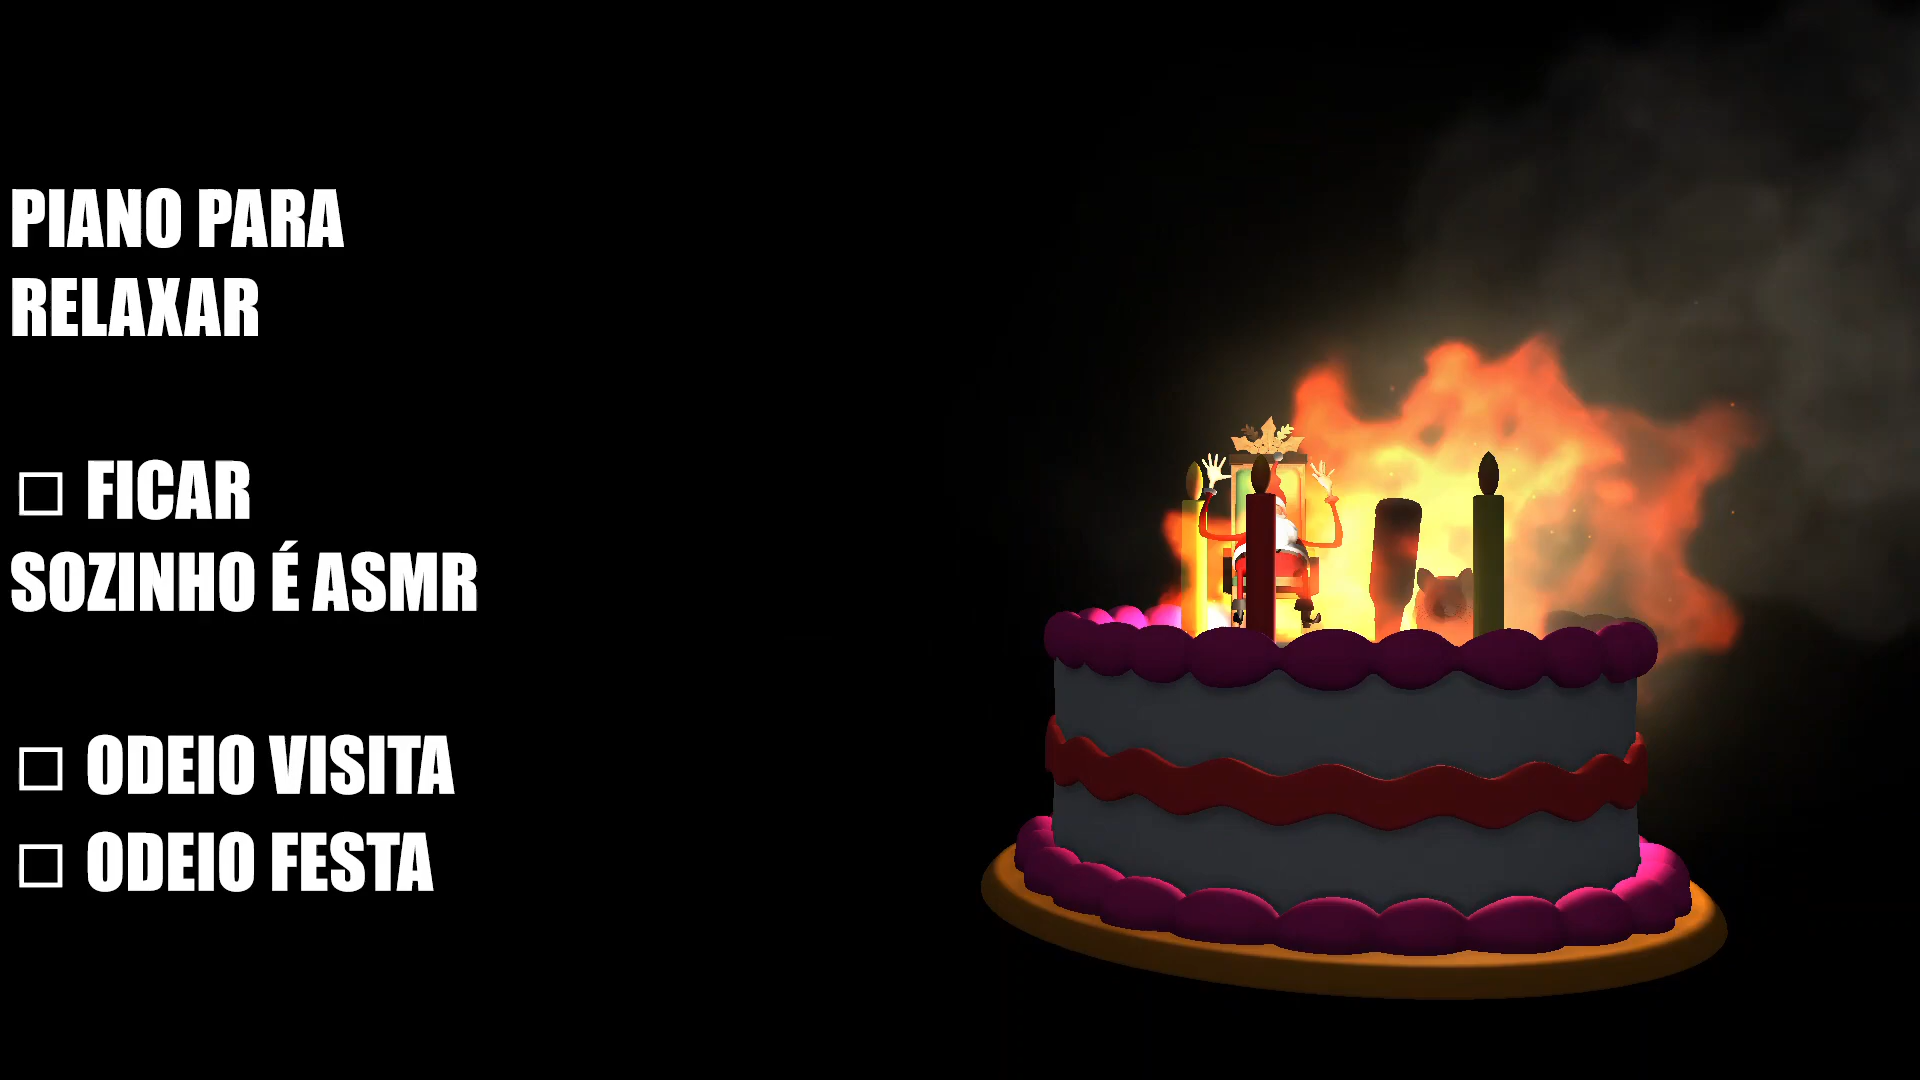 PIANO PARA
RELAXAR
☐ FICAR
SOZINHO É ASMR
☐ ODEIO VISITA
☐ ODEIO FESTA